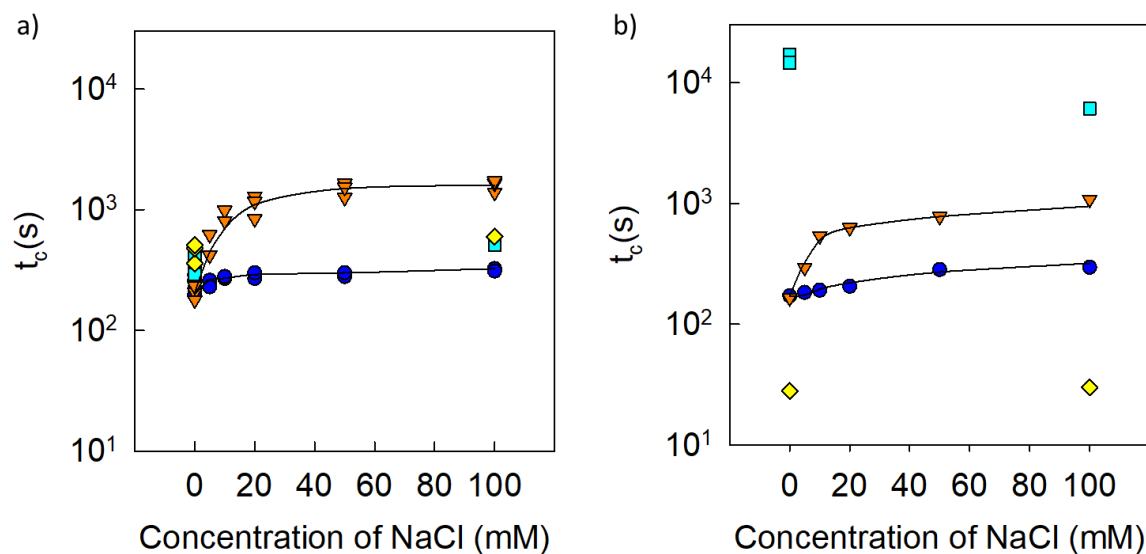 a)
t_c(s)
10^4
10^3
10^2
10^1
0 20 40 60 80 100
Concentration of NaCl (mM)
b)
t_c(s)
10^4
10^3
10^2
10^1
0 20 40 60 80 100
Concentration of NaCl (mM)